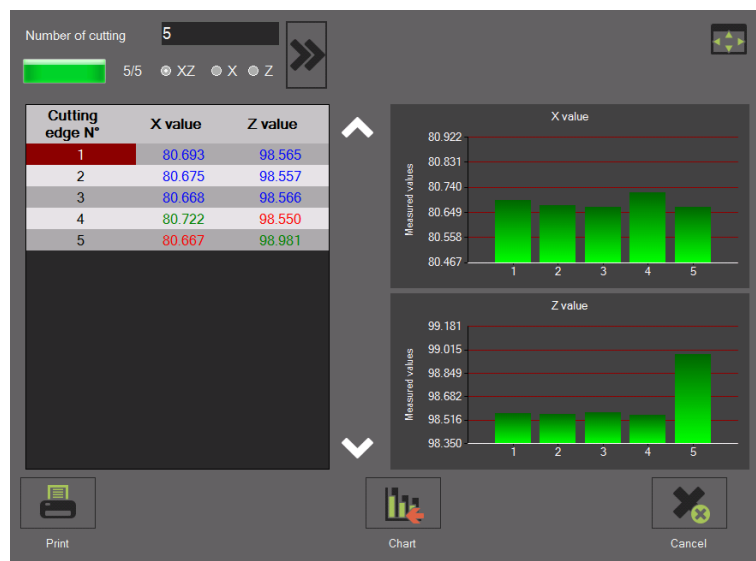 Number of cutting 5
5/5 XZ X Z
Cutting edge N° X value Z value
1 80.693 98.565
2 80.675 98.557
3 80.668 98.566
4 80.722 98.550
5 80.667 98.981
X value
Measured values
80.922
80.831
80.740
80.649
80.558
80.467
1 2 3 4 5
Z value
Measured values
99.181
99.015
98.849
98.682
98.516
98.350
1 2 3 4 5
Print Chart Cancel